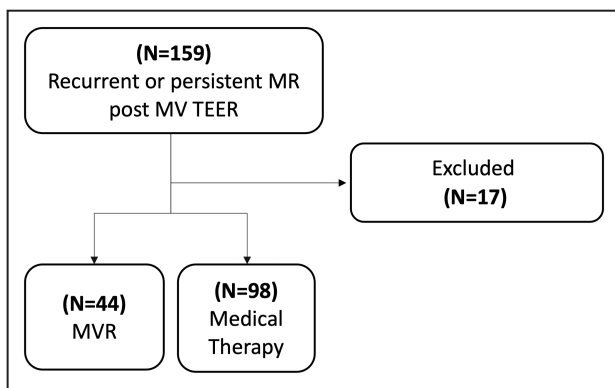 (N=159)
Recurrent or persistent MR
post MV TEER
Excluded
(N=17)
(N=44)
MVR
(N=98)
Medical
Therapy